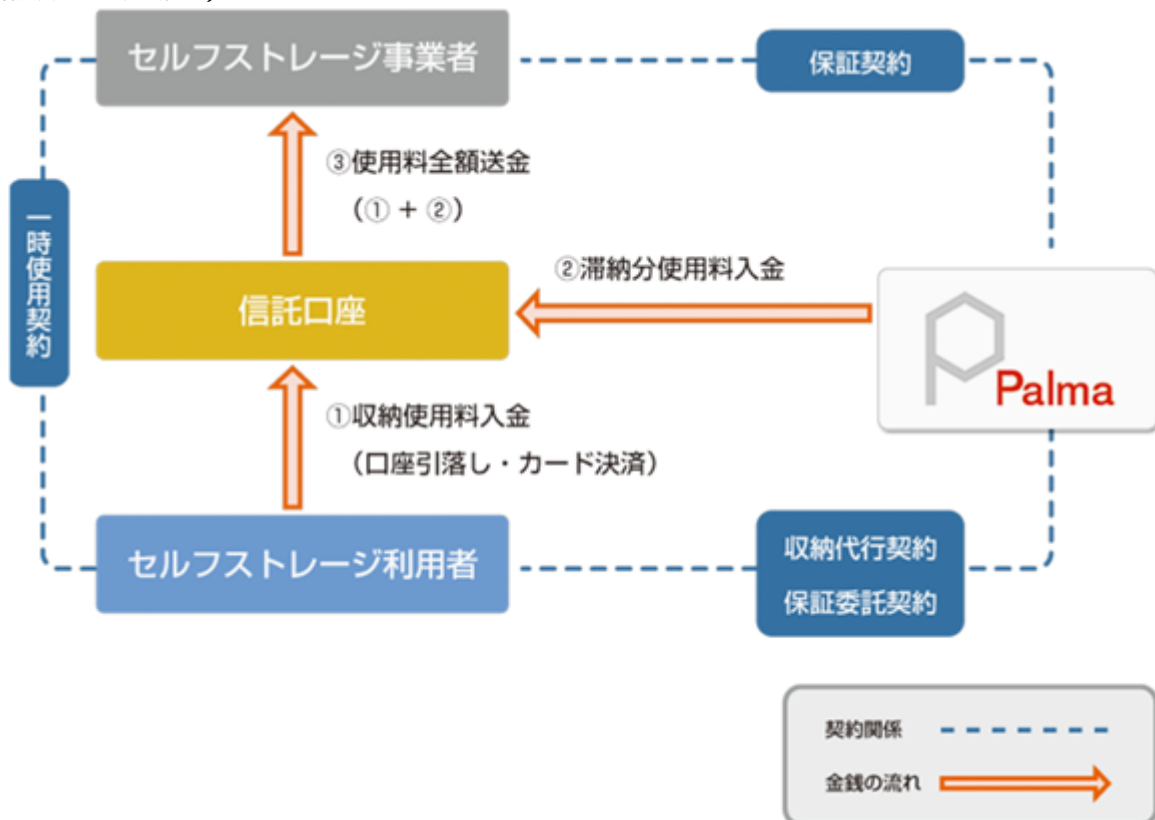 セルフストレージ事業者
保証契約
③使用料全額送金
(① + ②)
一時使用契約
信託口座
②滞納分使用料入金
Palma
①収納使用料入金
(口座引落し・カード決済)
セルフストレージ利用者
収納代行契約
保証委託契約
契約関係
金銭の流れ